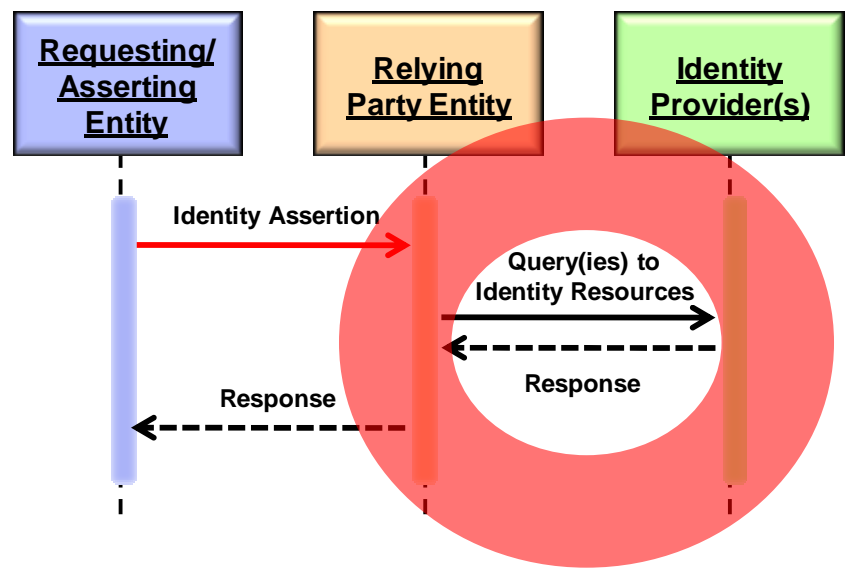 Requesting/
Asserting
Entity
Relying
Party Entity
Identity
Provider(s)
Identity Assertion
Query(ies) to
Identity Resources
Response
Response